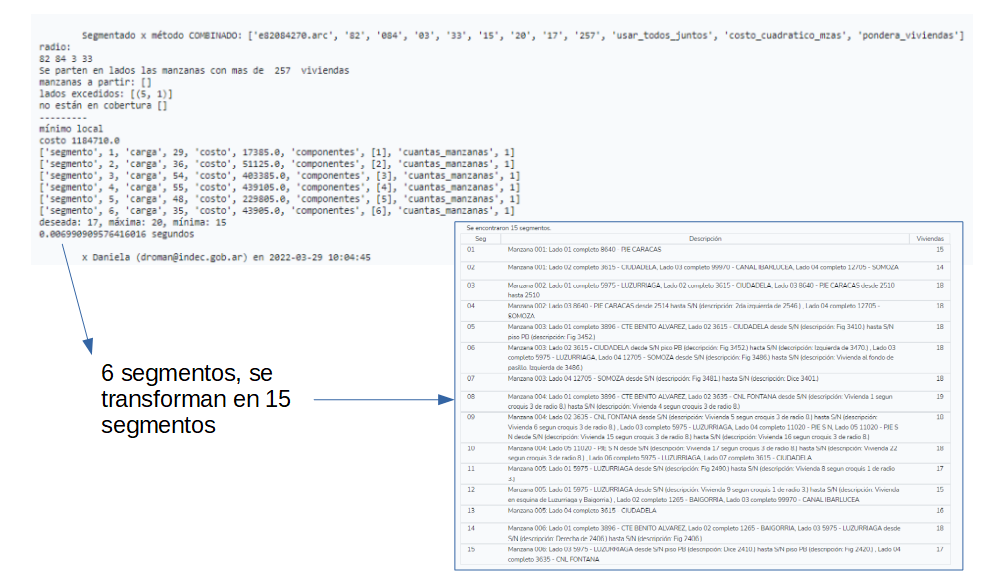 Segmentado x método COMBINADO: ['e82084270.arc', '82', '084', '03', '33', '15', '20', '17', '257', 'usar_todos_juntos', 'costo_cuadratico_mzas', 'pondera_viviendas']
radio:
82 84 3 33
Se parten en lados las manzanas con mas de 257 viviendas
manzanas a partir: []
lados excedidos: [(5, 1)]
no están en cobertura []
---------
mínimo local
costo 1184710.0
['segmento', 1, 'carga', 29, 'costo', 17385.0, 'componentes', [1], 'cuantas_manzanas', 1]
['segmento', 2, 'carga', 36, 'costo', 51125.0, 'componentes', [2], 'cuantas_manzanas', 1]
['segmento', 3, 'carga', 54, 'costo', 403385.0, 'componentes', [3], 'cuantas_manzanas', 1]
['segmento', 4, 'carga', 55, 'costo', 439105.0, 'componentes', [4], 'cuantas_manzanas', 1]
['segmento', 5, 'carga', 48, 'costo', 229805.0, 'componentes', [5], 'cuantas_manzanas', 1]
['segmento', 6, 'carga', 35, 'costo', 43905.0, 'componentes', [6], 'cuantas_manzanas', 1]
deseada: 17, máxima: 20, mínima: 15
0.006990909576416016 segundos
x Daniela (droman@indec.gob.ar) en 2022-03-29 10:04:45
6 segmentos, se
transforman en 15
segmentos
Se encontraron 15 segmentos.
Seg Descripción Viviendas
01 Manzana 001: Lado 01 completo 8640 - PJE CARACAS 15
02 Manzana 001: Lado 02 completo 3615 - CIUDADELA, Lado 03 completo 99970 - CANAL IBARLUCEA, Lado 04 completo 12705 - SOMOZA 14
03 Manzana 002: Lado 01 completo 5975 - LUZURRIAGA, Lado 02 completo 3615 - CIUDADELA, Lado 03 8640 - PJE CARACAS desde 2510 18
hasta 2510
04 Manzana 002: Lado 03 8640 - PJE CARACAS desde 2514 hasta S/N (descripción: 2da izquierda de 2546.) , Lado 04 completo 12705 - 18
SOMOZA
05 Manzana 003: Lado 01 completo 3896 - CTE BENITO ALVAREZ, Lado 02 3615 - CIUDADELA desde S/N (descripción: Fig 3410.) hasta S/N 18
piso PB (descripción: Fig 3452.)
06 Manzana 003: Lado 02 3615 - CIUDADELA desde S/N piso PB (descripción: Fig 3452.) hasta S/N (descripción: Izquierda de 3470.) , Lado 03 18
completo 5975 - LUZURRIAGA, Lado 04 12705 - SOMOZA desde S/N (descripción: Fig 3486.) hasta S/N (descripción: Vivienda al fondo de
pasillo. Izquierda de 3486.)
07 Manzana 003: Lado 04 12705 - SOMOZA desde S/N (descripción: Fig 3481.) hasta S/N (descripción: Dice 3401.) 18
08 Manzana 004: Lado 01 completo 3896 - CTE BENITO ALVAREZ, Lado 02 3635 - CNL FONTANA desde S/N (descripción: Vivienda 1 segun 19
croquis 3 de radio 8.) hasta S/N (descripción: Vivienda 4 segun croquis 3 de radio 8.)
09 Manzana 004: Lado 02 3635 - CNL FONTANA desde S/N (descripción: Vivienda 5 segun croquis 3 de radio 8.) hasta S/N (descripción: 18
Vivienda 6 segun croquis 3 de radio 8.) , Lado 03 completo 5975 - LUZURRIAGA, Lado 04 completo 11020 - PJE S N, Lado 05 11020 - PJE S
N desde S/N (descripción: Vivienda 15 segun croquis 3 de radio 8.) hasta S/N (descripción: Vivienda 16 segun croquis 3 de radio 8.)
10 Manzana 004: Lado 05 11020 - PJE S N desde S/N (descripción: Vivienda 17 segun croquis 3 de radio 8.) hasta S/N (descripción: Vivienda 22 18
segun croquis 3 de radio 8.) , Lado 06 completo 5975 - LUZURRIAGA, Lado 07 completo 3615 - CIUDADELA
11 Manzana 005: Lado 01 5975 - LUZURRIAGA desde S/N (descripción: Fig 2490.) hasta S/N (descripción: Vivienda 8 segun croquis 1 de radio 17
3.)
12 Manzana 005: Lado 01 5975 - LUZURRIAGA desde S/N (descripción: Vivienda 9 segun croquis 1 de radio 3.) hasta S/N (descripción: Vivienda 15
en esquina de Luzurriaga y Baigorria.) , Lado 02 completo 1265 - BAIGORRIA, Lado 03 completo 99970 - CANAL IBARLUCEA
13 Manzana 005: Lado 04 completo 3615 - CIUDADELA 16
14 Manzana 006: Lado 01 completo 3896 - CTE BENITO ALVAREZ, Lado 02 completo 1265 - BAIGORRIA, Lado 03 5975 - LUZURRIAGA desde 18
S/N (descripción: Derecha de 2406.) hasta S/N (descripción: Fig 2406.)
15 Manzana 006: Lado 03 5975 - LUZURRIAGA desde S/N piso PB (descripción: Dice 2410.) hasta S/N piso PB (descripción: Fig 2420.) , Lado 04 17
completo 3635 - CNL FONTANA